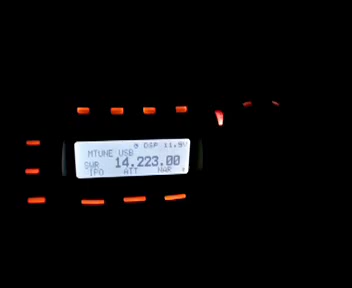 DSP 11.9V
MTUNE USB
SWR 14.223.00
IPO ATT NAR